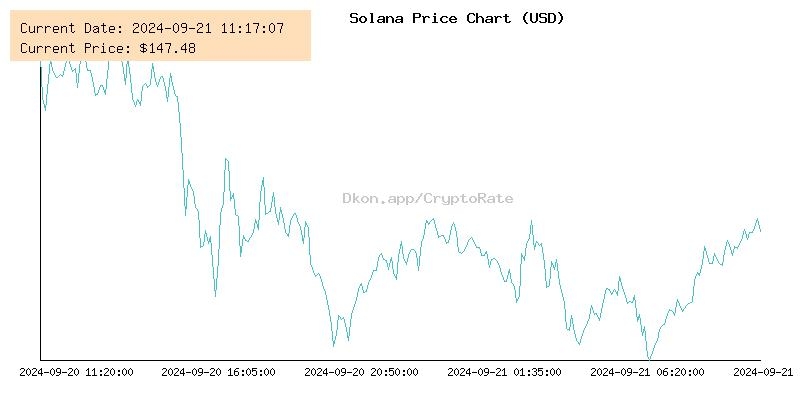 Solana Price Chart (USD)
Current Date: 2024-09-21 11:17:07
Current Price: $147.48
Dkon.app/CryptoRate
2024-09-20 11:20:00
2024-09-20 16:05:00
2024-09-20 20:50:00
2024-09-21 01:35:00
2024-09-21 06:20:00
2024-09-21